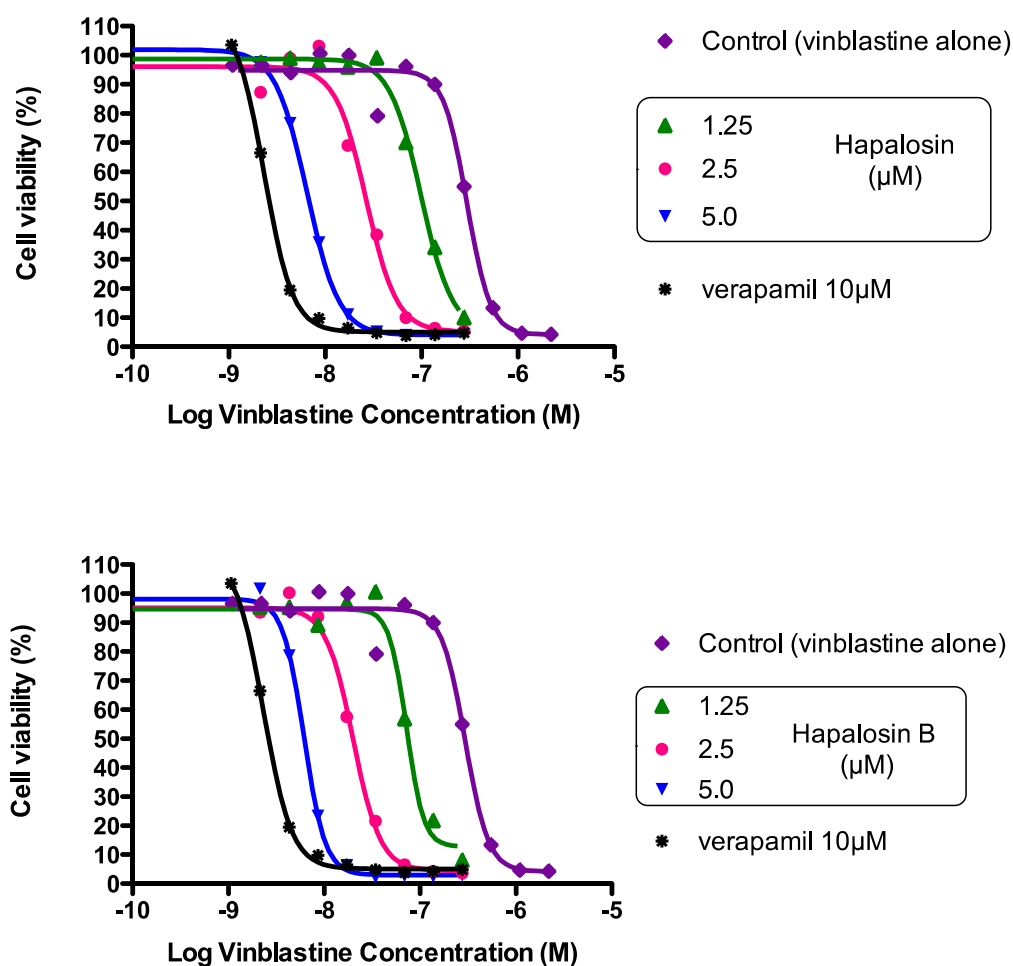 110
100
90
80
70
60
50
40
30
20
10
0
Cell viability (%)
-10 -9 -8 -7 -6 -5
Log Vinblastine Concentration (M)
Control (vinblastine alone)
1.25
2.5
5.0
Hapalosin
(µM)
verapamil 10µM
110
100
90
80
70
60
50
40
30
20
10
0
Cell viability (%)
-10 -9 -8 -7 -6 -5
Log Vinblastine Concentration (M)
Control (vinblastine alone)
1.25
2.5
5.0
Hapalosin B
(µM)
verapamil 10µM